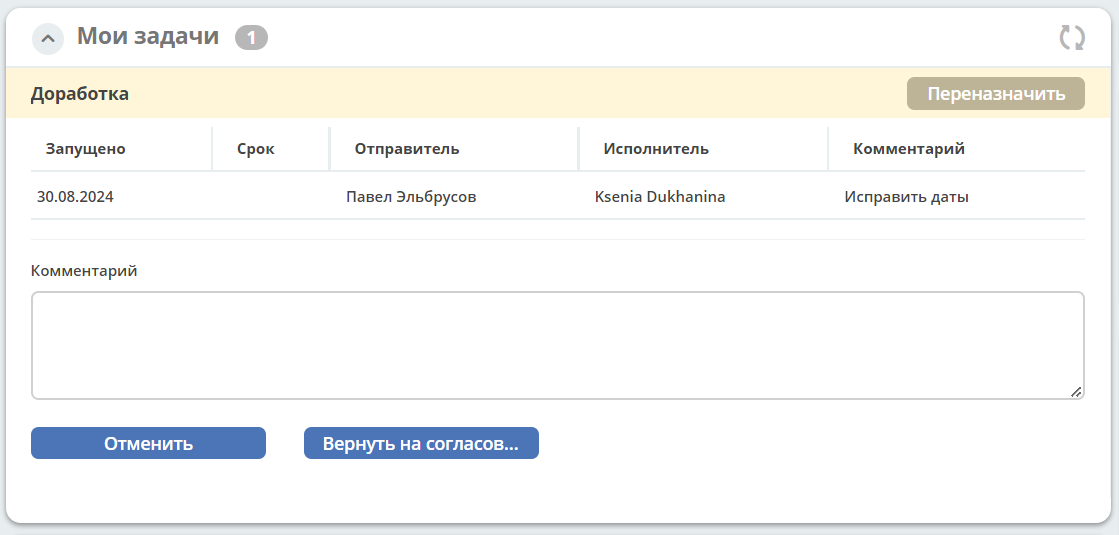 Мои задачи 1
Доработка Переназначить
Запущено Срок Отправитель Исполнитель Комментарий
30.08.2024 Павел Эльбрусов Ksenia Dukhanina Исправить даты
Комментарий
Отменить Вернуть на согласов...